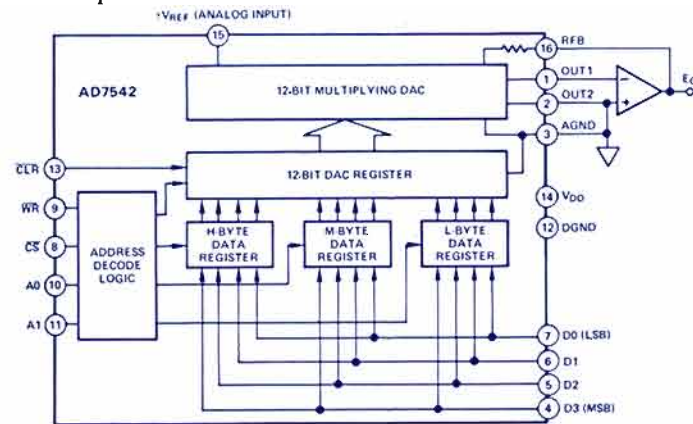 +VREF (ANALOG INPUT)
15
AD7542
12-BIT MULTIPLYING DAC
16 RFB
1 OUT1
2 OUT2
3 AGND
−
+
CLR 13
12-BIT DAC REGISTER
WR 9
CS 8
A0 10
A1 11
ADDRESS
DECODE
LOGIC
H-BYTE
DATA
REGISTER
M-BYTE
DATA
REGISTER
L-BYTE
DATA
REGISTER
14 VDD
12 DGND
7 D0 (LSB)
6 D1
5 D2
4 D3 (MSB)